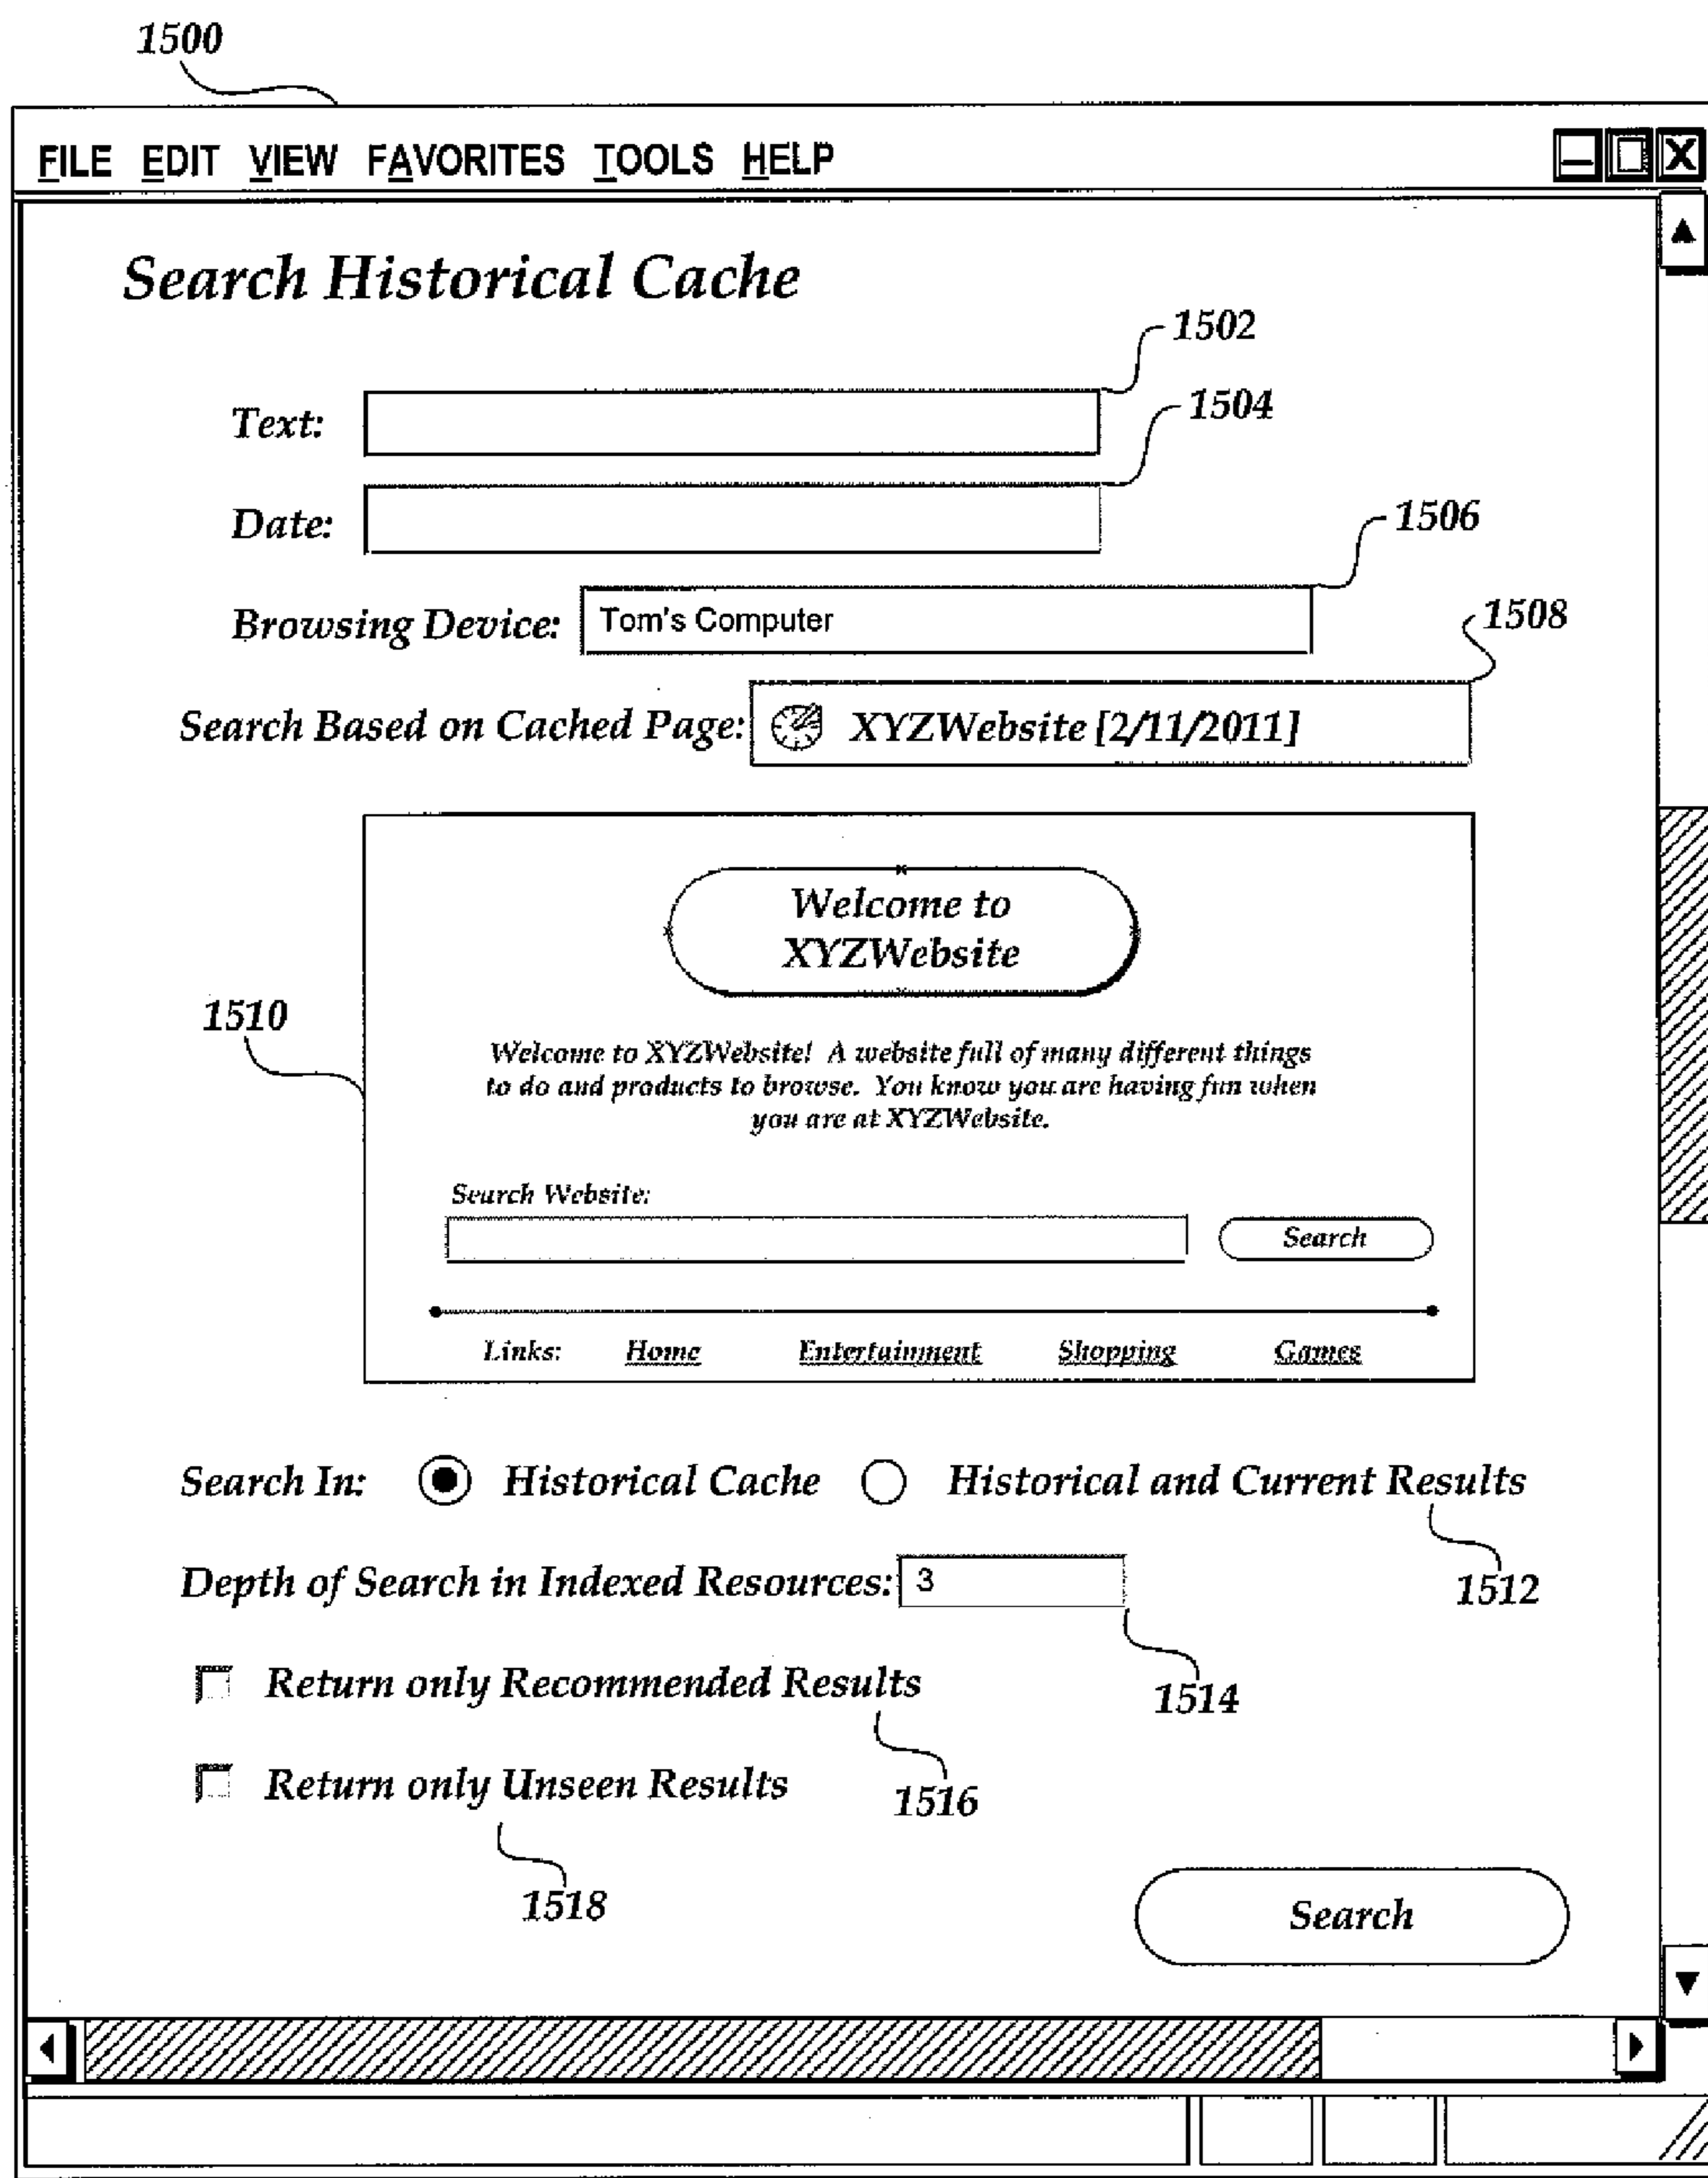 1500
FILE EDIT VIEW FAVORITES TOOLS HELP
X
Search Historical Cache
1502
Text:
1504
Date:
1506
Browsing Device: Tom's Computer
1508
Search Based on Cached Page: XYZWebsite [2/11/2011]
Welcome to
XYZWebsite
1510
Welcome to XYZWebsite! A website full of many different things
to do and products to browse. You know you are having fun when
you are at XYZWebsite.
Search Website:
Search
Links: Home Entertainment Shopping Games
Search In: Historical Cache Historical and Current Results
1512
Depth of Search in Indexed Resources: 3
1514
Return only Recommended Results
1516
Return only Unseen Results
1518
Search